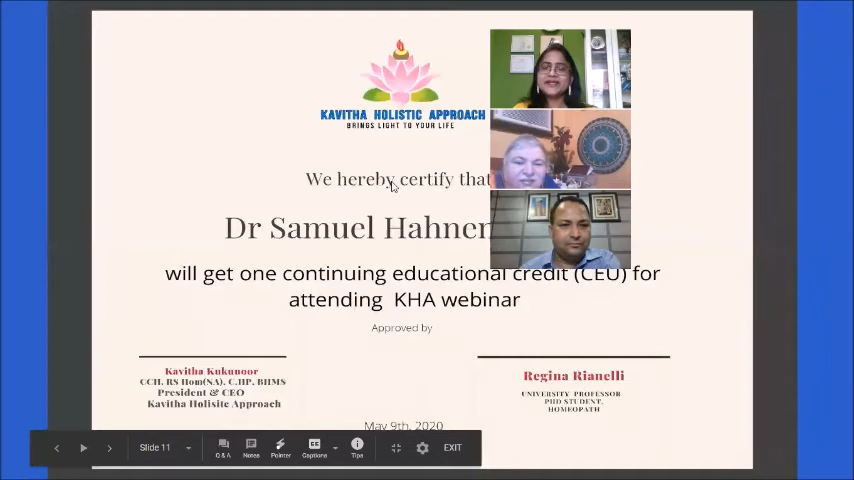 KAVITHA HOLISTIC APPROACH
BRINGS LIGHT TO YOUR LIFE
We hereby certify that
Dr Samuel Hahnen
will get one continuing educational credit (CEU) for
attending KHA webinar
Approved by
Kavitha Kukunoor
CCH, RS Hom(NA), C.HP, BHMS
President & CEO
Kavitha Holisite Approach
Regina Rianelli
UNIVERSITY PROFESSOR
PHD STUDENT,
HOMEOPATH
May 9th, 2020
Slide 11
Q & A
Notes
Pointer
Captions
Tips
EXIT